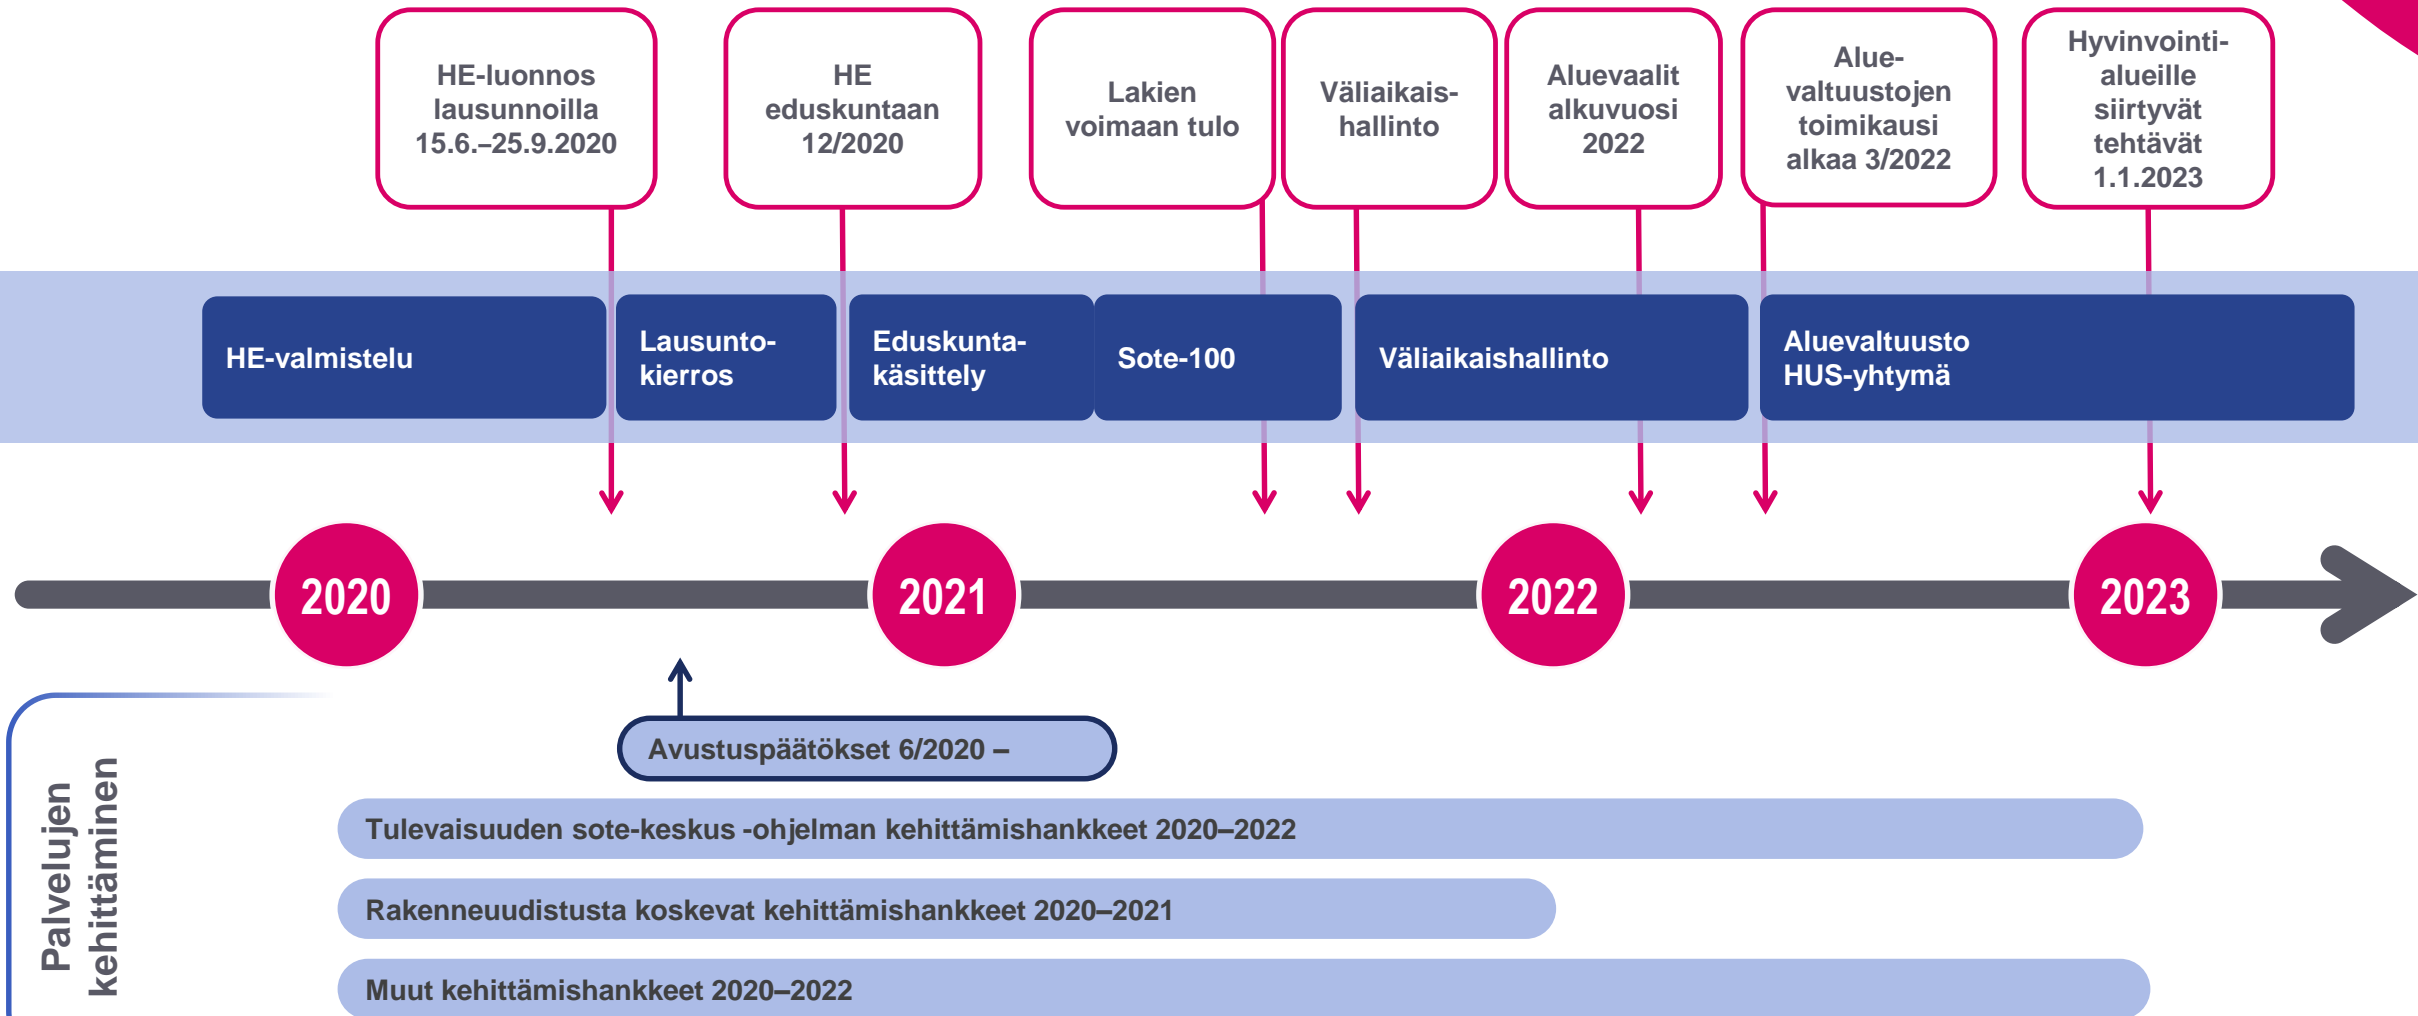 HE-luonnos
lausunnoilla
15.6.–25.9.2020
HE
eduskuntaan
12/2020
Lakien
voimaan tulo
Väliaikais-
hallinto
Aluevaalit
alkuvuosi
2022
Alue-
valtuustojen
toimikausi
alkaa 3/2022
Hyvinvointi-
alueille
siirtyvät
tehtävät
1.1.2023
HE-valmistelu
Lausunto-
kierros
Eduskunta-
käsittely
Sote-100
Väliaikaishallinto
Aluevaltuusto
HUS-yhtymä
2020
2021
2022
2023
Avustuspäätökset 6/2020 –
Palvelujen
kehittäminen
Tulevaisuuden sote-keskus -ohjelman kehittämishankkeet 2020–2022
Rakenneuudistusta koskevat kehittämishankkeet 2020–2021
Muut kehittämishankkeet 2020–2022